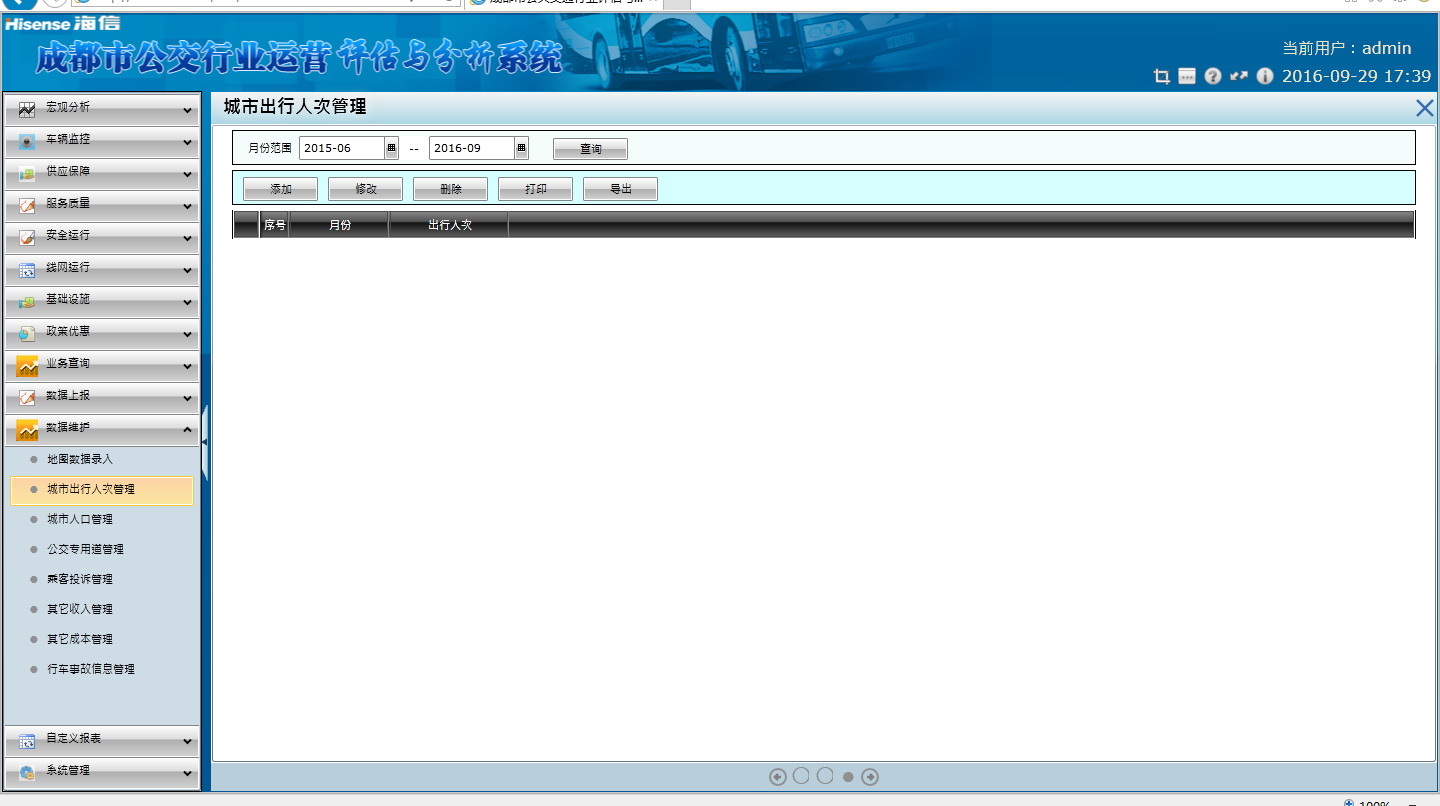 Hisense 海信
成都市公交行业运营评估与分析系统
当前用户：admin
2016-09-29 17:39
宏观分析
车辆监控
供应保障
服务质量
安全运行
线网运行
基础设施
政策优惠
业务查询
数据上报
数据维护
地图数据录入
城市出行人次管理
城市人口管理
公交专用道管理
乘客投诉管理
其它收入管理
其它成本管理
行车事故信息管理
自定义报表
系统管理
城市出行人次管理
月份范围 2015-06 -- 2016-09 查询
添加 修改 删除 打印 导出
序号 月份 出行人次
100%